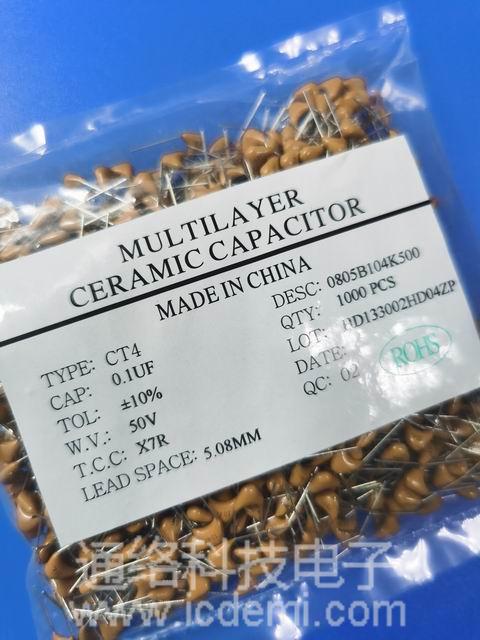 MULTILAYER
CERAMIC CAPACITOR
MADE IN CHINA
TYPE: CT4
CAP: 0.1UF
TOL: ±10%
W.V.: 50V
T.C.C: X7R
LEAD SPACE: 5.08MM
DESC: 0805B104K500
QTY: 1000 PCS
LOT: HD133002HD04ZP
DATE:
QC: 02
ROHS
通络科技电子
www.icdemi.com